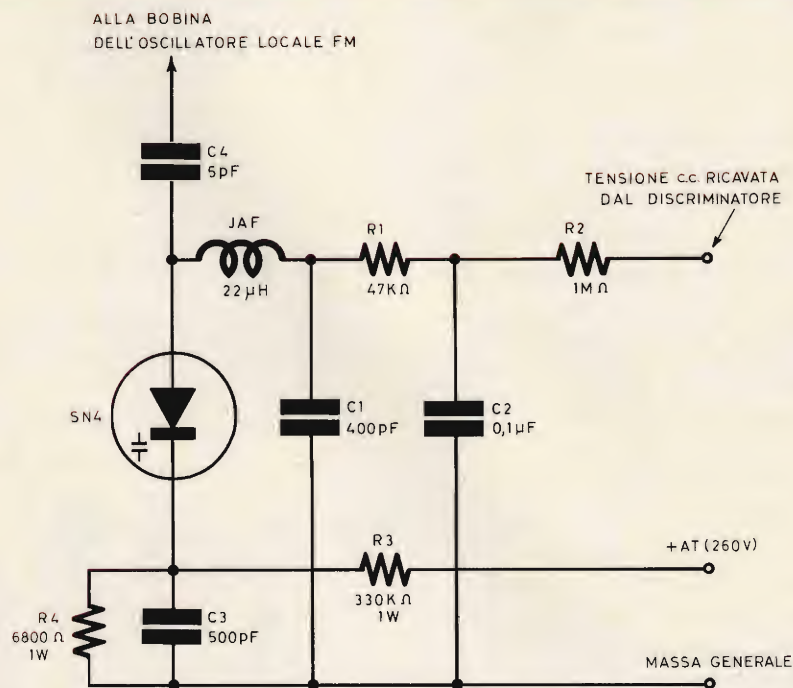 ALLA BOBINA
DELL'OSCILLATORE LOCALE FM
C4
5pF
TENSIONE c.c. RICAVATA
DAL DISCRIMINATORE
JAF
22µH
R1
47KΩ
R2
1MΩ
SN4
C1
400pF
C2
0,1µF
R3
330KΩ
1W
+AT (260V)
R4
6800Ω
1W
C3
500pF
MASSA GENERALE